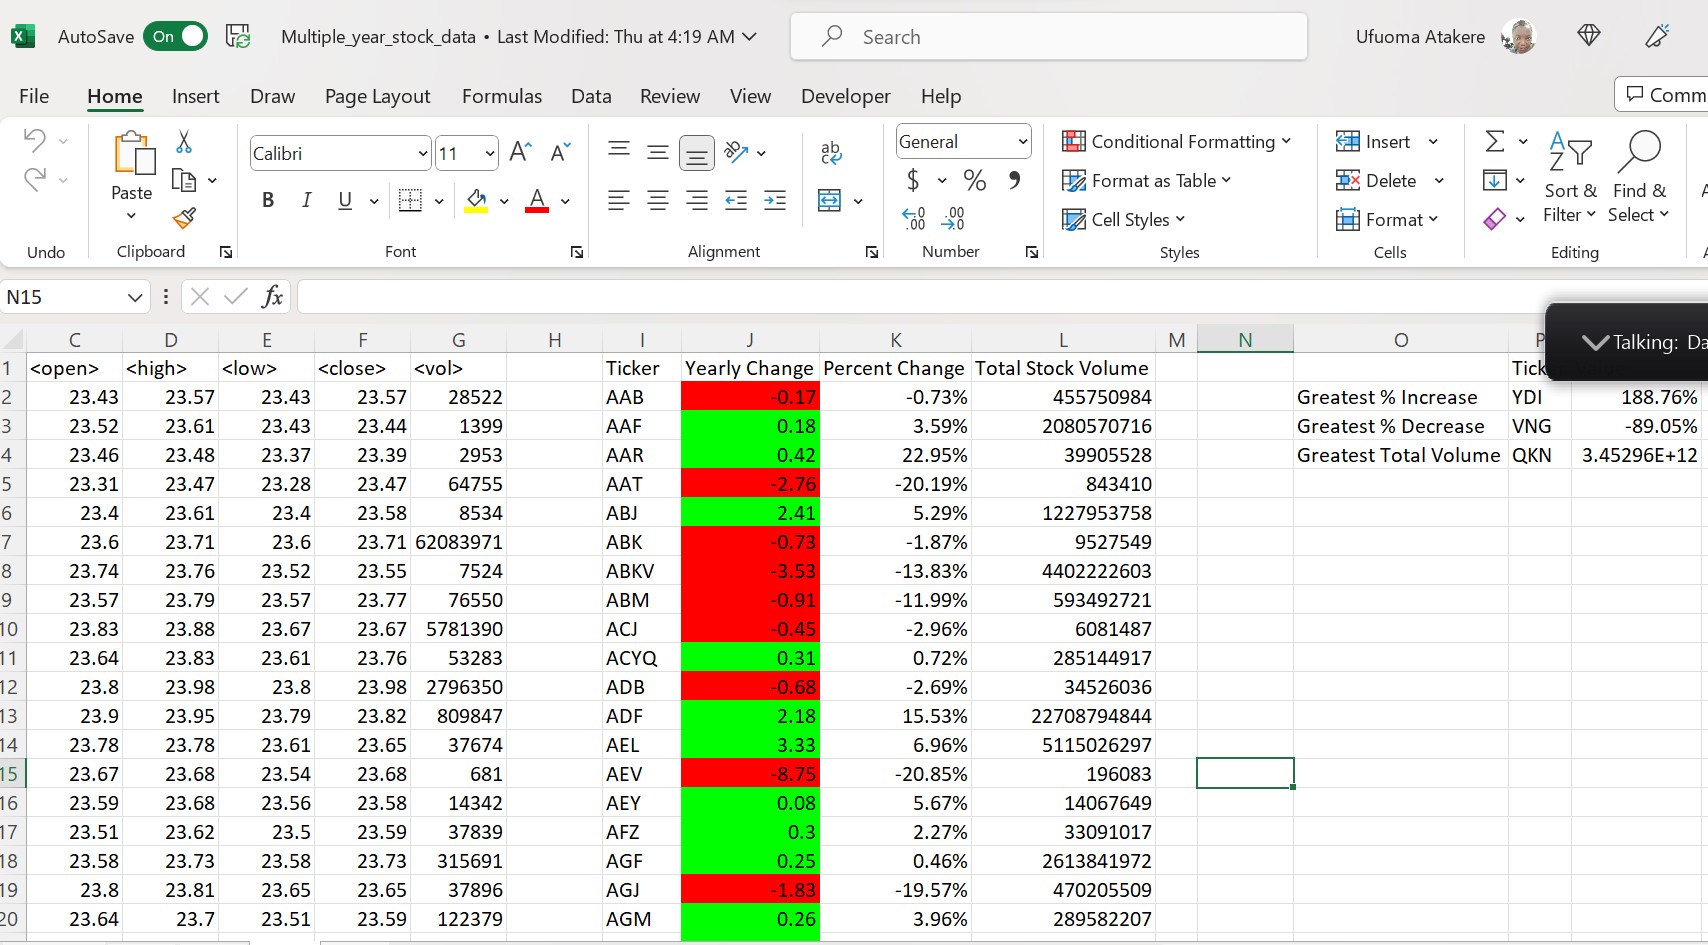 AutoSave On Multiple_year_stock_data • Last Modified: Thu at 4:19 AM Search Ufuoma Atakere
File Home Insert Draw Page Layout Formulas Data Review View Developer Help Comm
Calibri 11 ab General Conditional Formatting Insert Σ
Paste B I U A $ % Format as Table Delete Sort & Filter Find & Select
Cell Styles Format
Undo Clipboard Font Alignment Number Styles Cells Editing
N15 fx
Talking: Da
C D E F G H I J K L M N O P
1 <open> <high> <low> <close> <vol> Ticker Yearly Change Percent Change Total Stock Volume
2 23.43 23.57 23.43 23.57 28522 AAB -0.17 -0.73% 455750984 Greatest % Increase YDI 188.76%
3 23.52 23.61 23.43 23.44 1399 AAF 0.18 3.59% 2080570716 Greatest % Decrease VNG -89.05%
4 23.46 23.48 23.37 23.39 2953 AAR 0.42 22.95% 39905528 Greatest Total Volume QKN 3.45296E+12
5 23.31 23.47 23.28 23.47 64755 AAT -2.76 -20.19% 843410
6 23.4 23.61 23.4 23.58 8534 ABJ 2.41 5.29% 1227953758
7 23.6 23.71 23.6 23.71 62083971 ABK -0.73 -1.87% 9527549
8 23.74 23.76 23.52 23.55 7524 ABKV -3.53 -13.83% 4402222603
9 23.57 23.79 23.57 23.77 76550 ABM -0.91 -11.99% 593492721
10 23.83 23.88 23.67 23.67 5781390 ACJ -0.45 -2.96% 6081487
11 23.64 23.83 23.61 23.76 53283 ACYQ 0.31 0.72% 285144917
12 23.8 23.98 23.8 23.98 2796350 ADB -0.68 -2.69% 34526036
13 23.9 23.95 23.79 23.82 809847 ADF 2.18 15.53% 22708794844
14 23.78 23.78 23.61 23.65 37674 AEL 3.33 6.96% 5115026297
15 23.67 23.68 23.54 23.68 681 AEV -8.75 -20.85% 196083
16 23.59 23.68 23.56 23.58 14342 AEY 0.08 5.67% 14067649
17 23.51 23.62 23.5 23.59 37839 AFZ 0.3 2.27% 33091017
18 23.58 23.73 23.58 23.73 315691 AGF 0.25 0.46% 2613841972
19 23.8 23.81 23.65 23.65 37896 AGJ -1.83 -19.57% 470205509
20 23.64 23.7 23.51 23.59 122379 AGM 0.26 3.96% 289582207